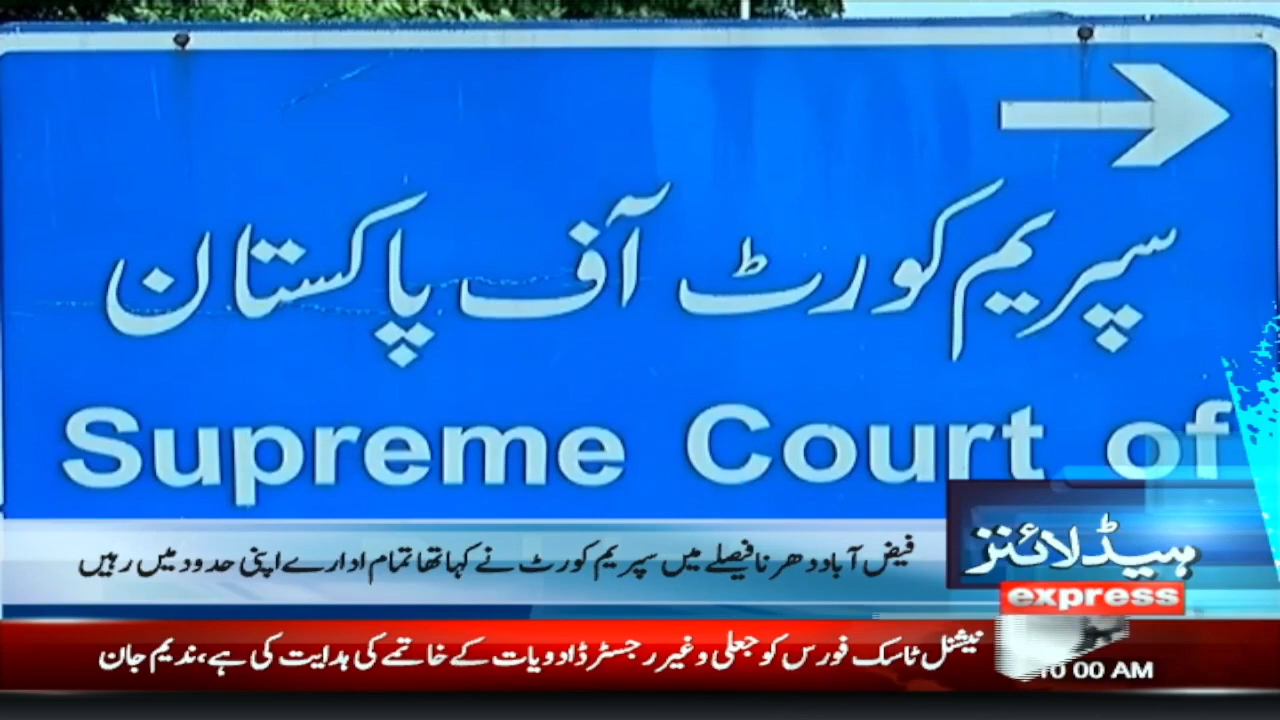 سپریم کورٹ آف پاکستان
Supreme Court of
ہیڈلائنز
فیض آباد دھرنا فیصلے میں سپریم کورٹ نے کہا تھا تمام ادارے اپنی حدود میں رہیں
express
نیشنل ٹاسک فورس کو جعلی و غیر رجسٹرڈ ادویات کے خاتمے کی ہدایت کی ہے، ندیم جان
10 00 AM